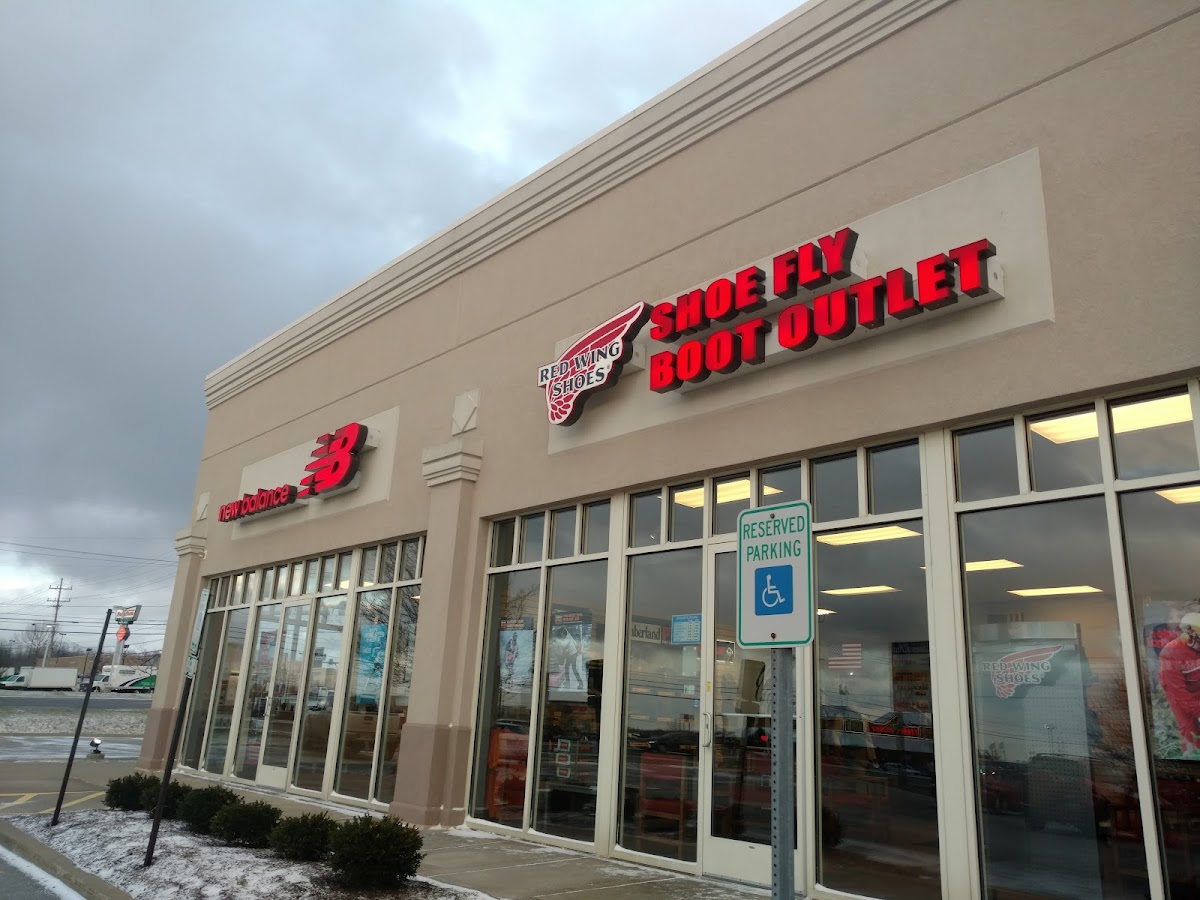 new balance
RED WING
SHOES
SHOE FLY
BOOT OUTLET
RESERVED
PARKING
RED WING
SHOES